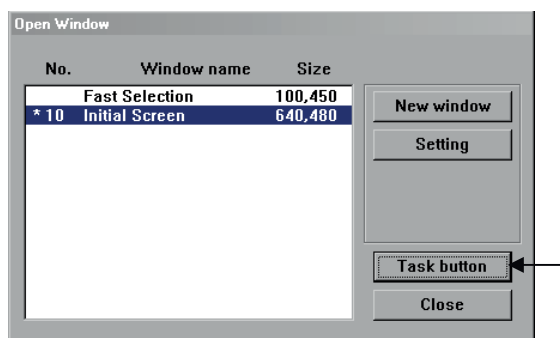 Open Window
No. Window name Size
Fast Selection 100,450
* 10 Initial Screen 640,480
New window
Setting
Task button
Close